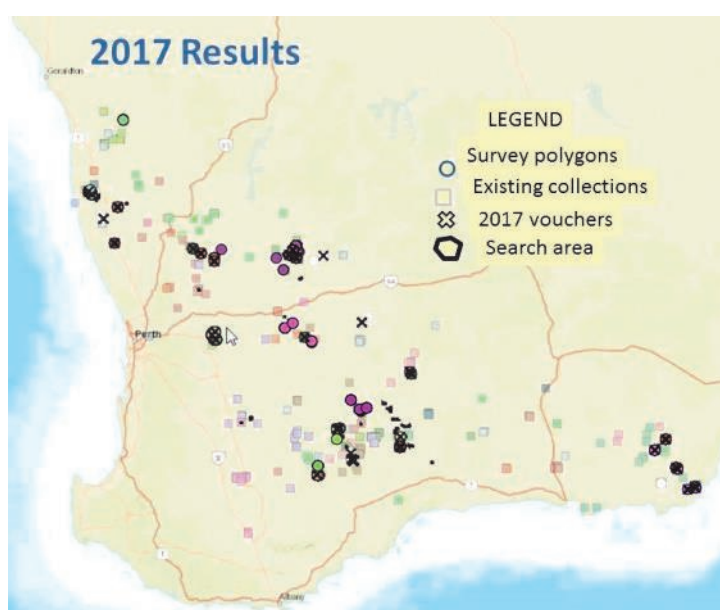 2017 Results
Geraldton
LEGEND
Survey polygons
Existing collections
2017 vouchers
Search area
Perth
Albany